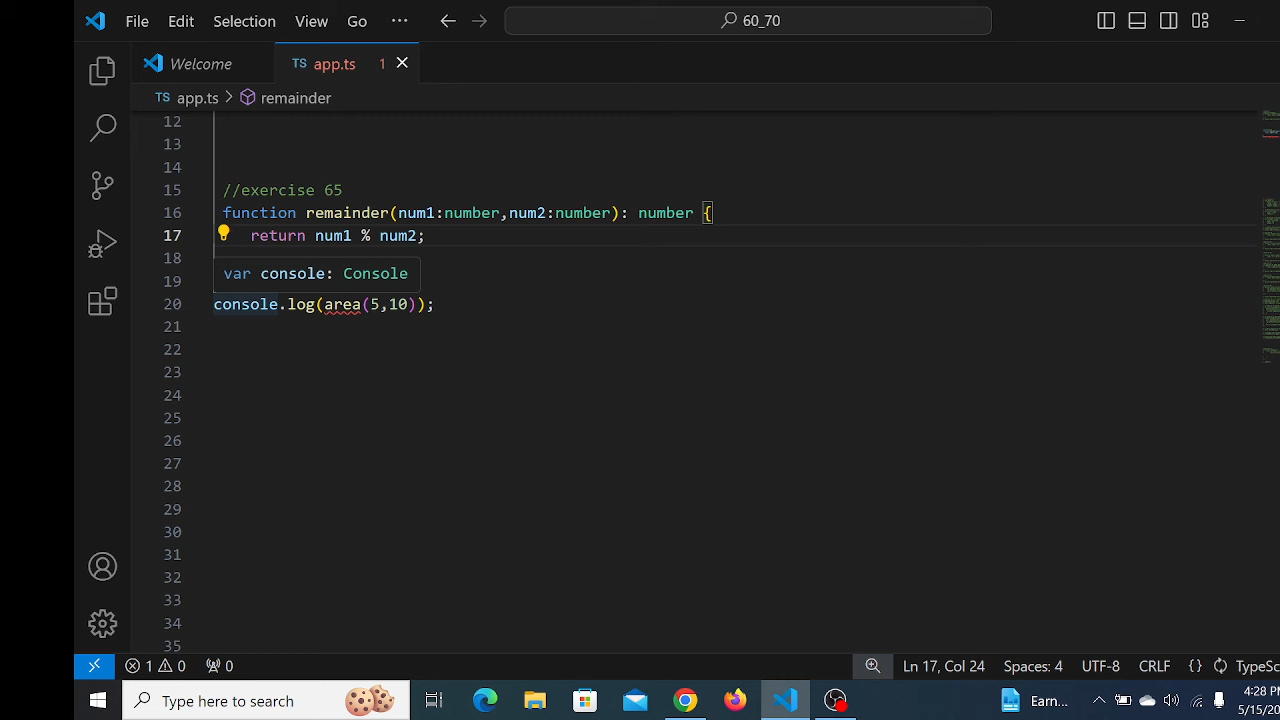 File Edit Selection View Go ··· 60_70
Welcome TS app.ts 1
TS app.ts > remainder
12
13
14
15 //exercise 65
16 function remainder(num1:number,num2:number): number {
17 return num1 % num2;
18
var console: Console
19
20 console.log(area(5,10));
21
22
23
24
25
26
27
28
29
30
31
32
33
34
35
1 0 0 Ln 17, Col 24 Spaces: 4 UTF-8 CRLF {} TypeSc
Type here to search Earn... 4:28 PM
5/15/20